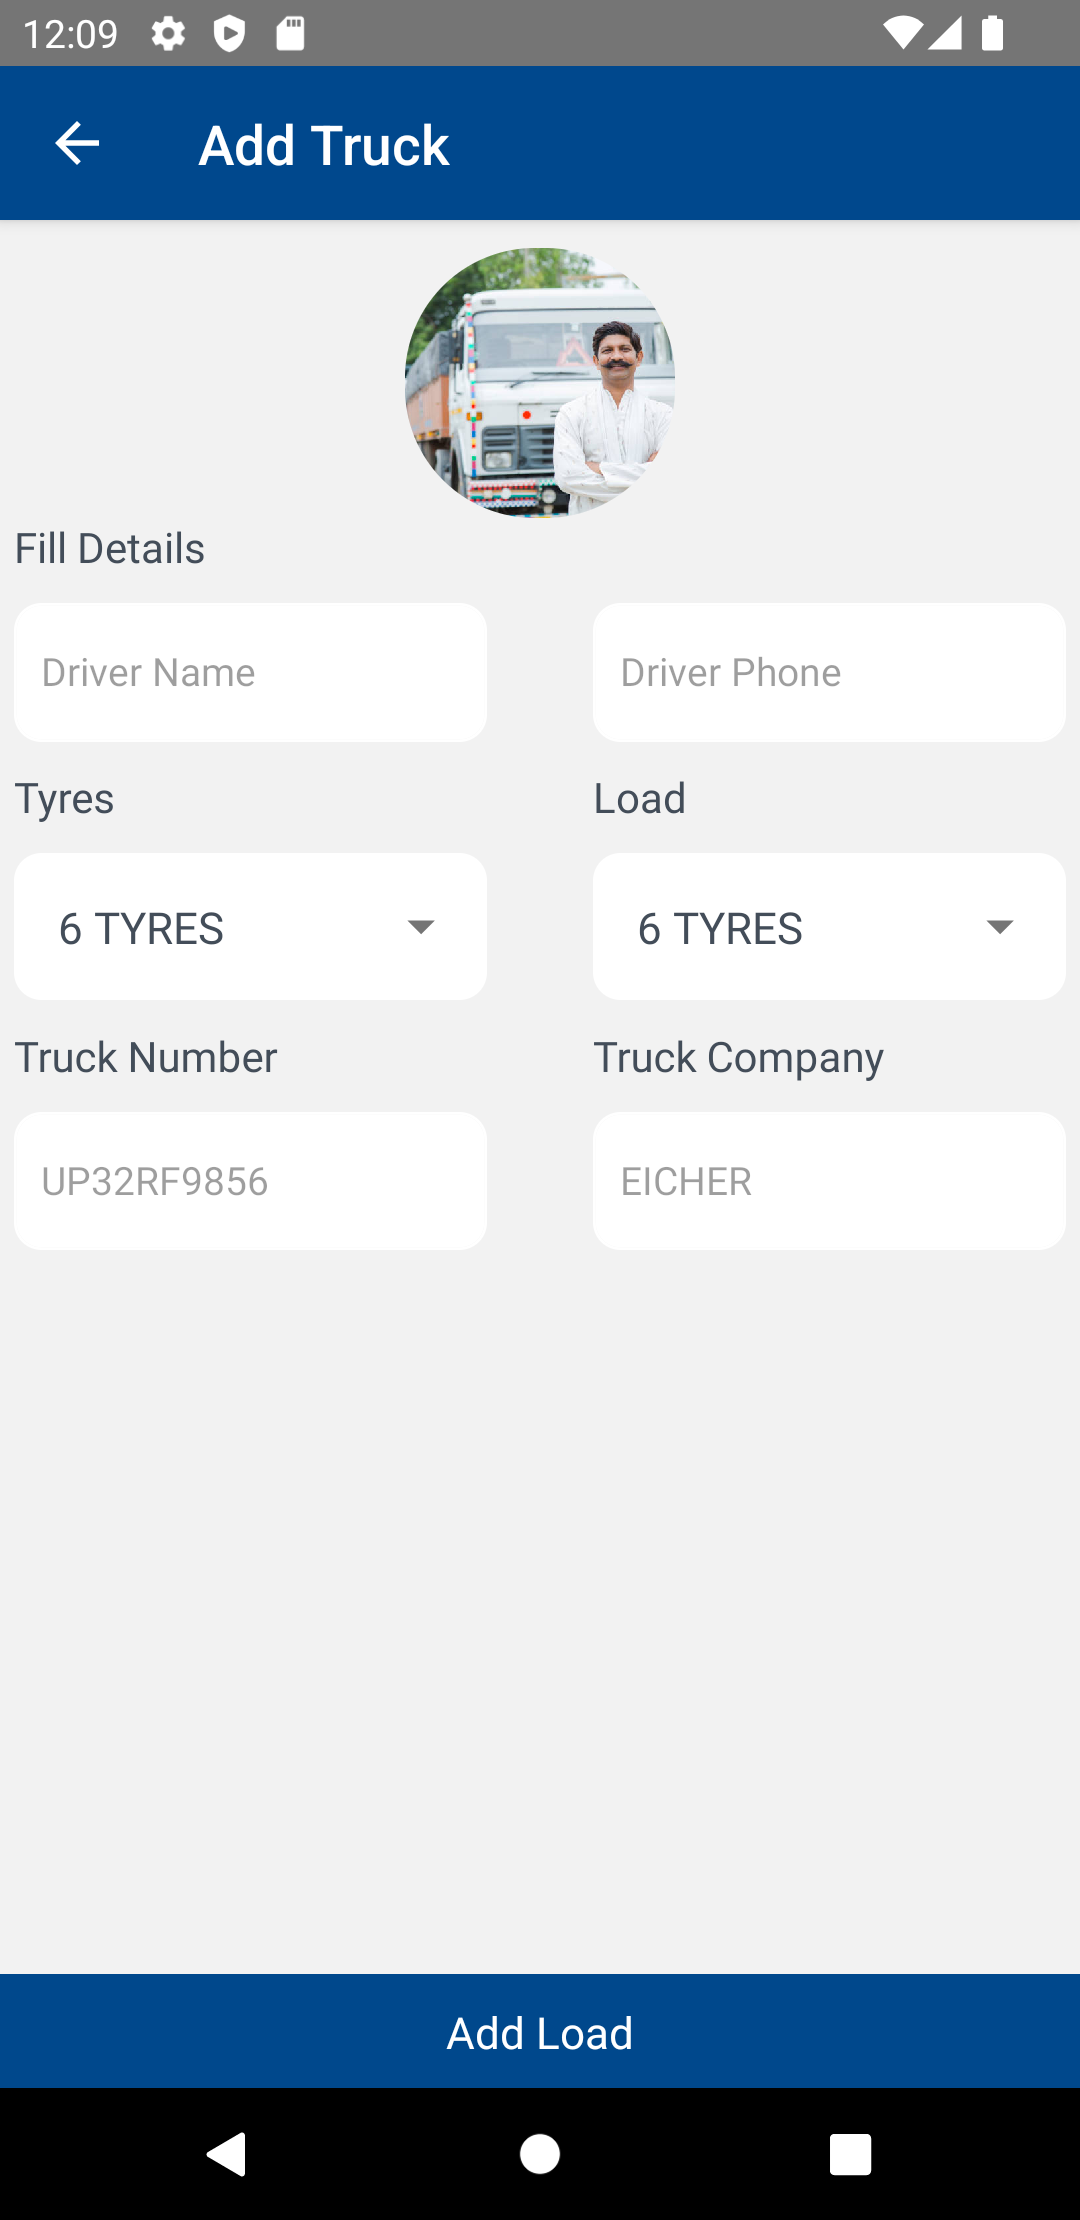 12:09
Add Truck
Fill Details
Driver Name
Driver Phone
Tyres
Load
6 TYRES
6 TYRES
Truck Number
Truck Company
UP32RF9856
EICHER
Add Load